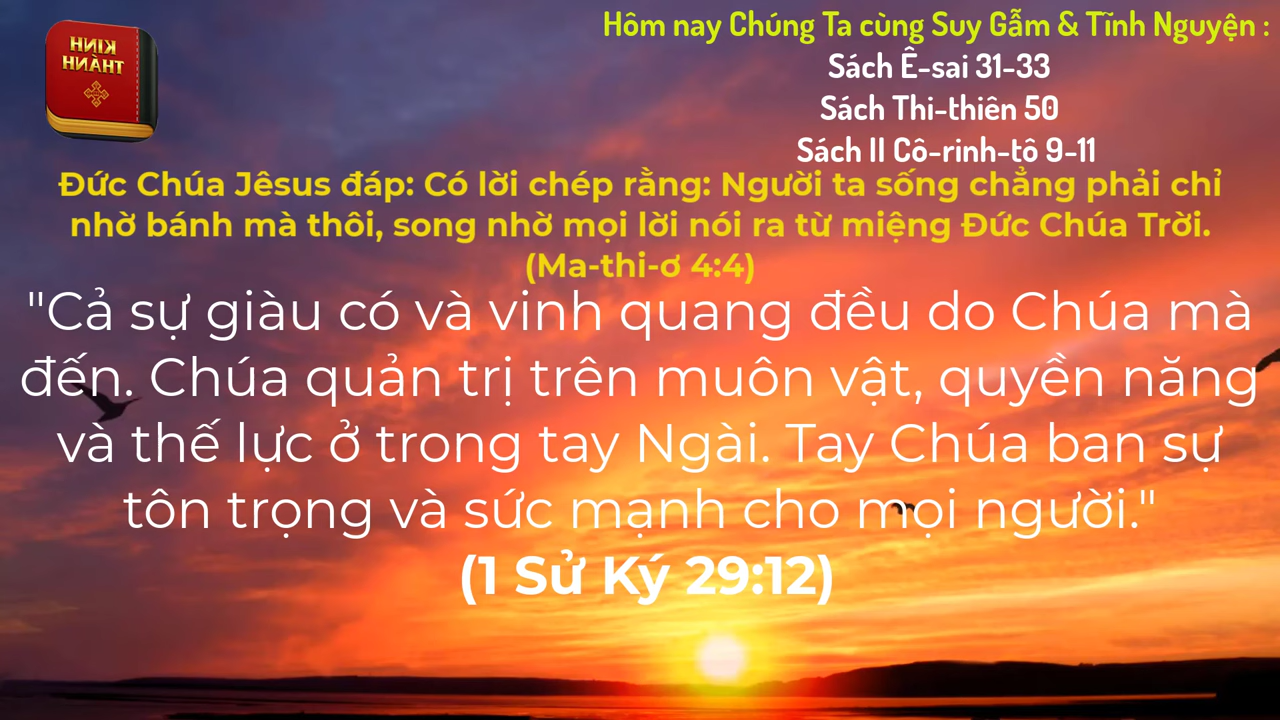 KINH
THÁNH
Hôm nay Chúng Ta cùng Suy Gẫm & Tĩnh Nguyện :
Sách Ê-sai 31-33
Sách Thi-thiên 50
Sách II Cô-rinh-tô 9-11
Đức Chúa Jêsus đáp: Có lời chép rằng: Người ta sống chẳng phải chỉ
nhờ bánh mà thôi, song nhờ mọi lời nói ra từ miệng Đức Chúa Trời.
(Ma-thi-ơ 4:4)
"Cả sự giàu có và vinh quang đều do Chúa mà
đến. Chúa quản trị trên muôn vật, quyền năng
và thế lực ở trong tay Ngài. Tay Chúa ban sự
tôn trọng và sức mạnh cho mọi người."
(1 Sử Ký 29:12)